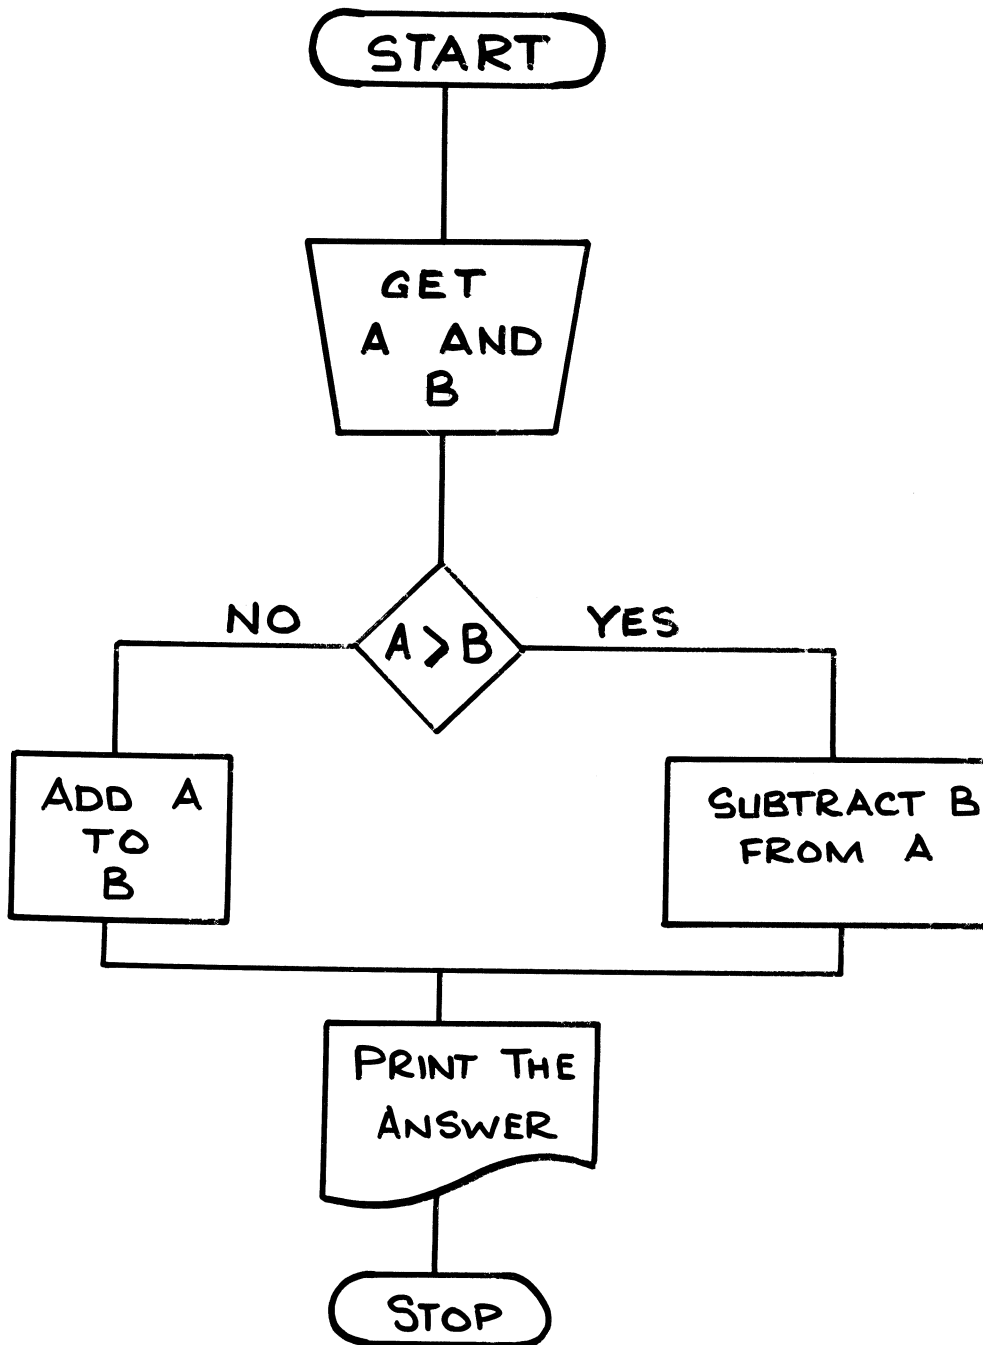 START
GET
A AND
B
A > B
NO
YES
ADD A
TO
B
SUBTRACT B
FROM A
PRINT THE
ANSWER
STOP